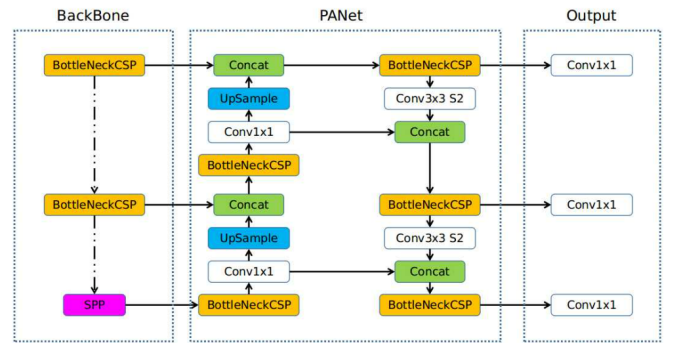 BackBone PANet Output
BottleNeckCSP Concat BottleNeckCSP Conv1x1
UpSample Conv3x3 S2
Conv1x1 Concat
BottleNeckCSP
BottleNeckCSP Concat BottleNeckCSP Conv1x1
UpSample Conv3x3 S2
Conv1x1 Concat
SPP BottleNeckCSP BottleNeckCSP Conv1x1